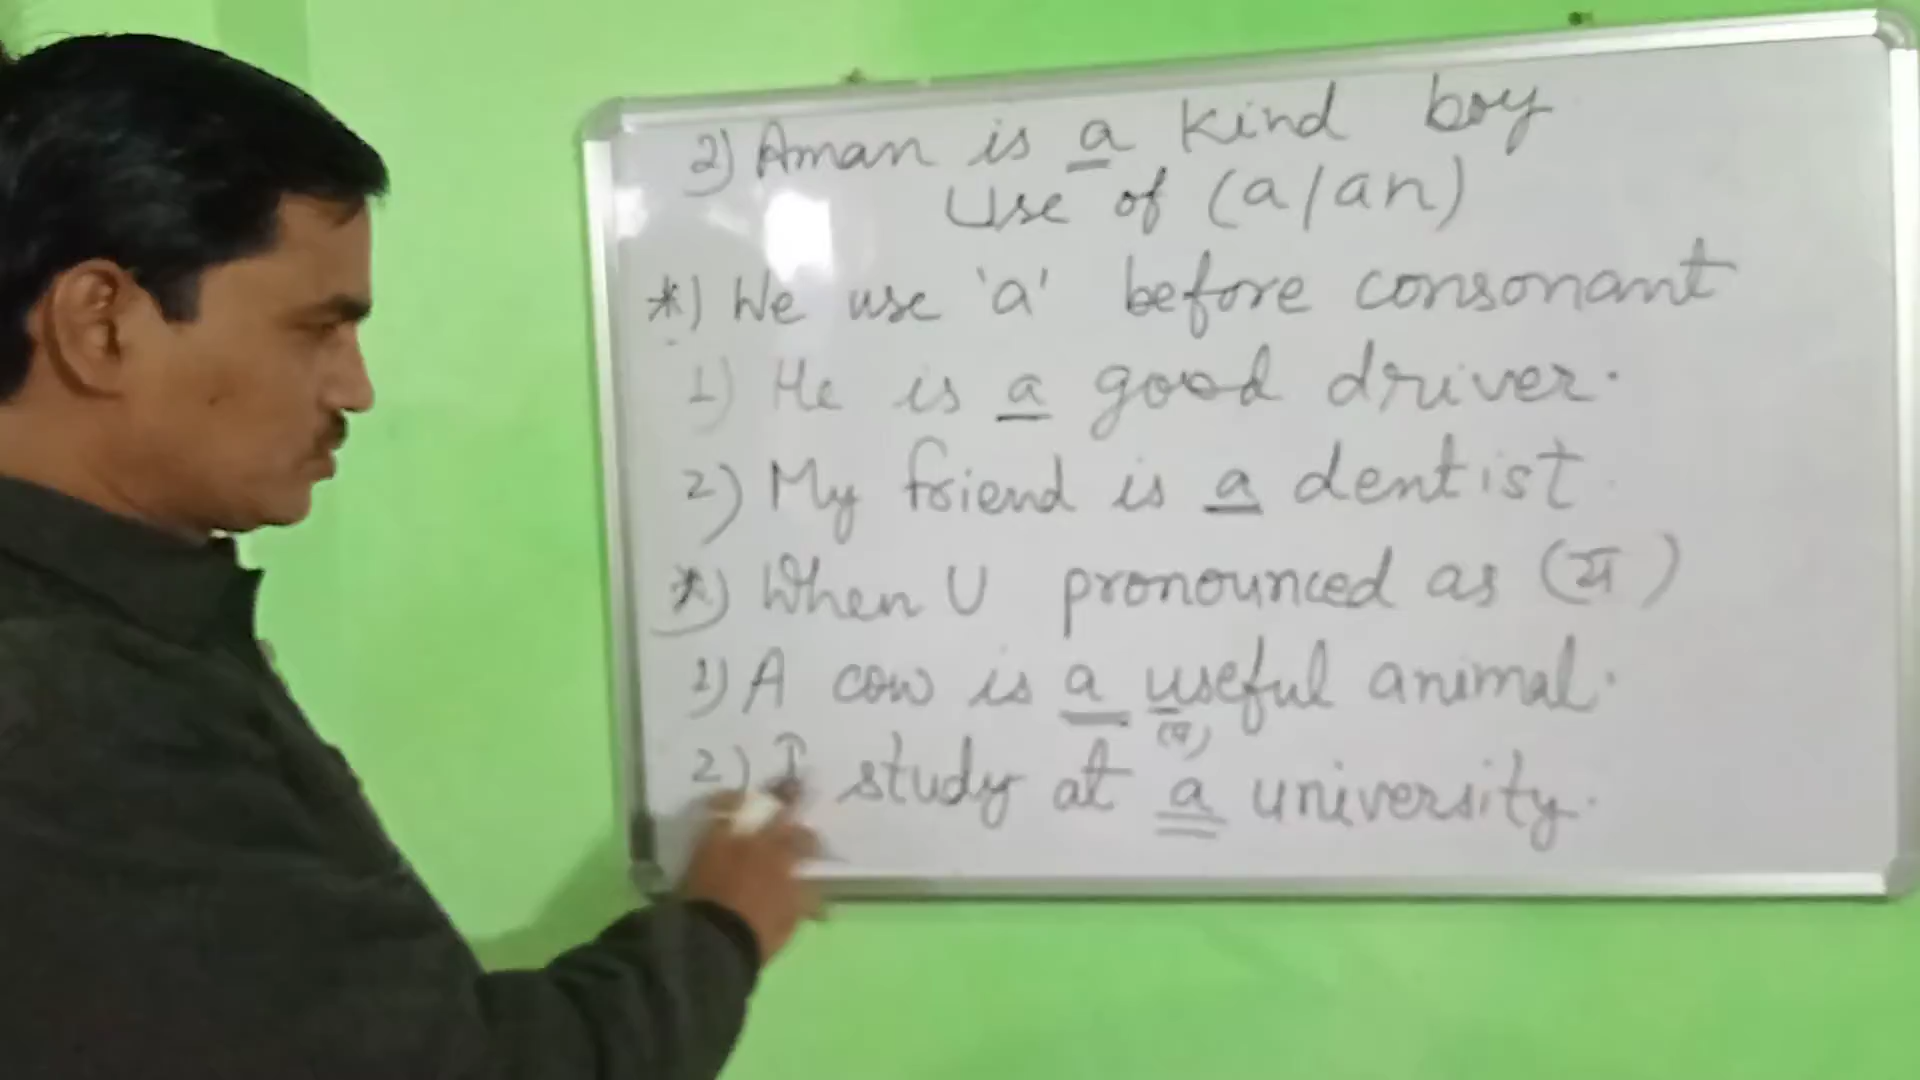 2) Aman is a kind boy
Use of (a/an)
*) We use 'a' before consonant
1) He is a good driver.
2) My friend is a dentist.
*) When U pronounced as (य)
1) A cow is a useful animal.
(य)
2) I study at a university.